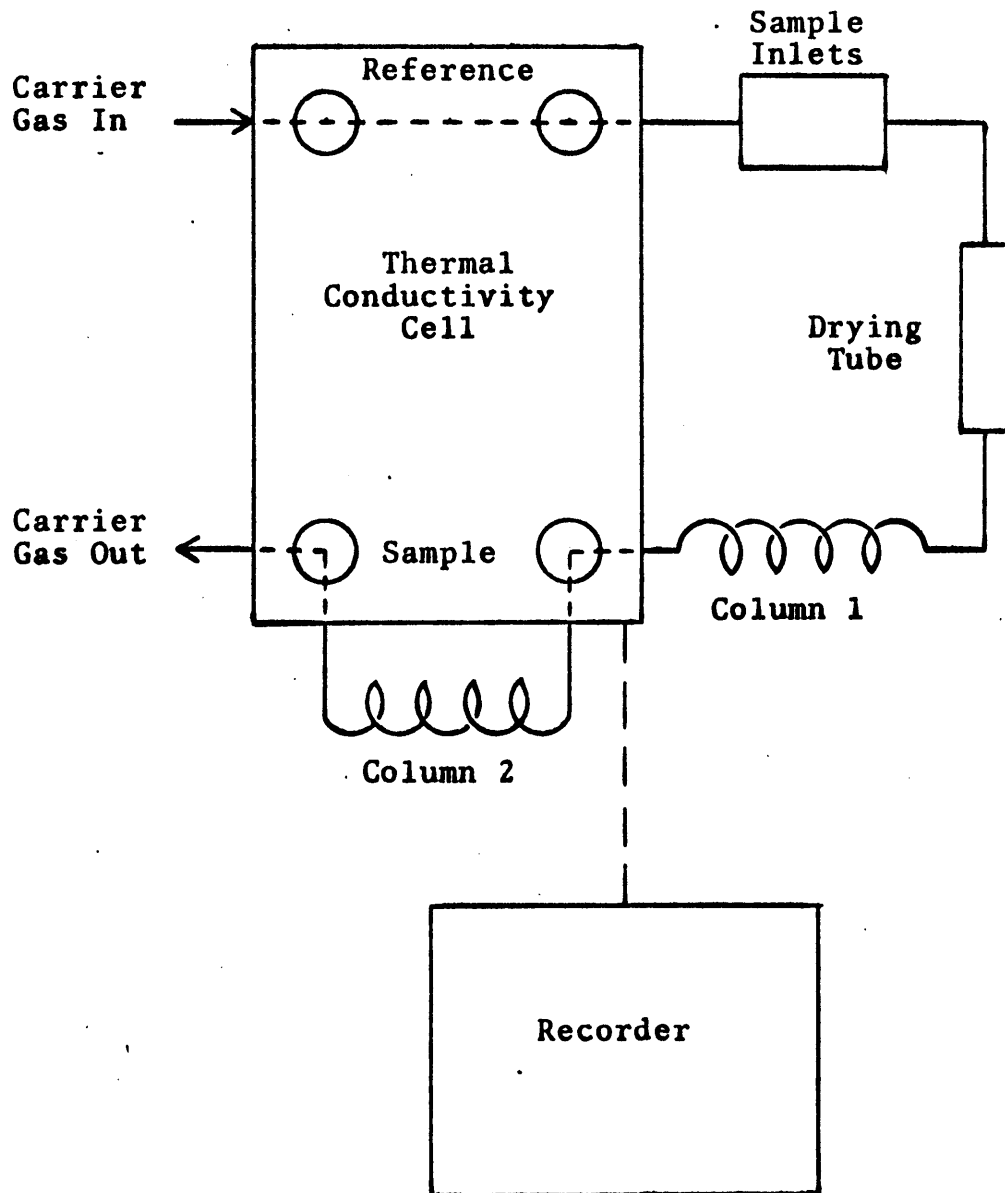 Sample
Inlets
Reference
Carrier
Gas In
Thermal
Conductivity
Cell
Drying
Tube
Carrier
Gas Out
Sample
Column 1
Column 2
Recorder